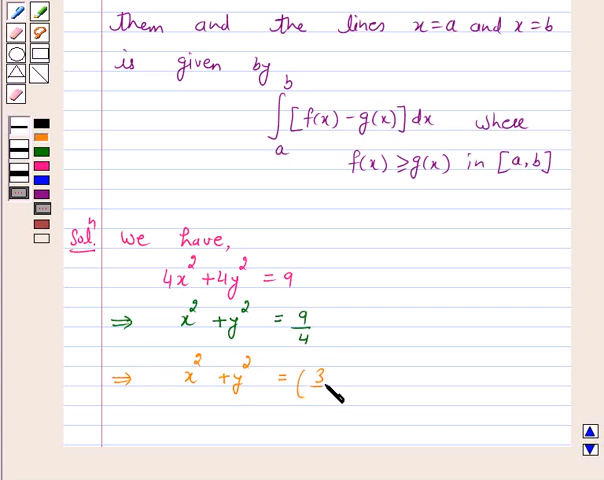 them and the lines x=a and x=b
is given by
∫ₐᵇ [f(x) - g(x)] dx where
f(x) ≥ g(x) in [a, b]
Solⁿ. We have,
4x² + 4y² = 9
⇒ x² + y² = 9/4
⇒ x² + y² = (3